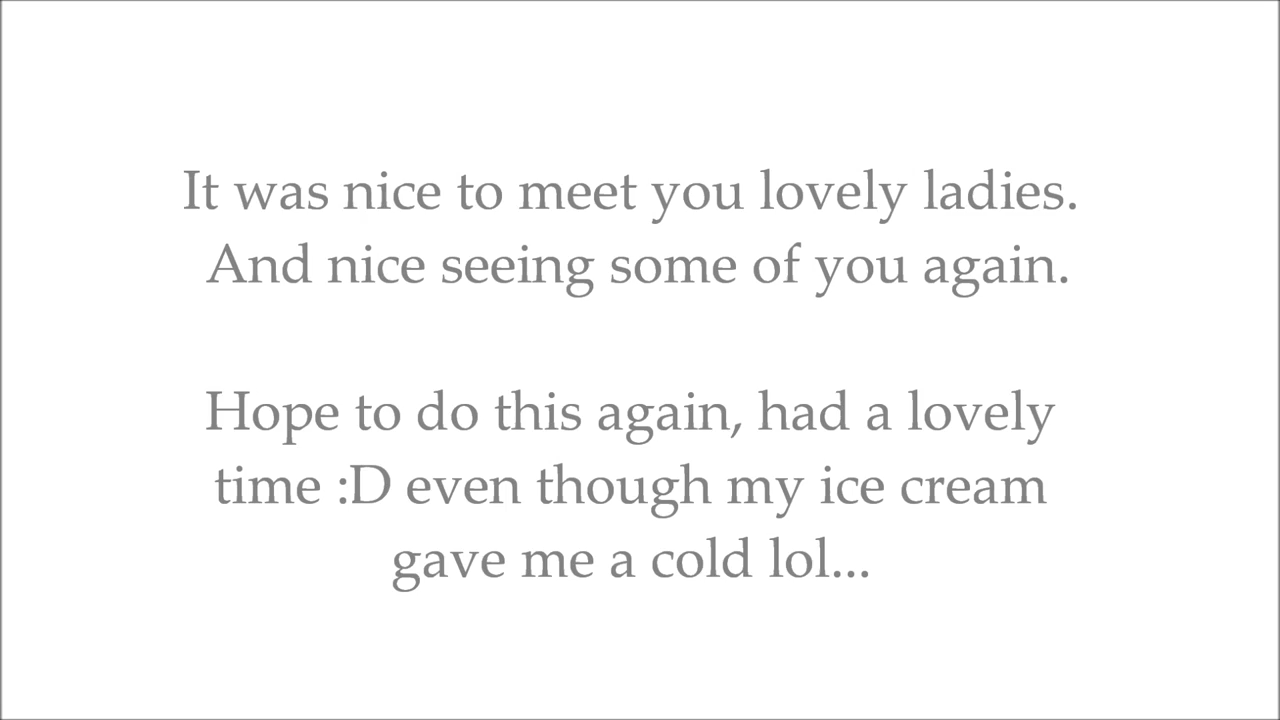 It was nice to meet you lovely ladies.
And nice seeing some of you again.
Hope to do this again, had a lovely
time :D even though my ice cream
gave me a cold lol...